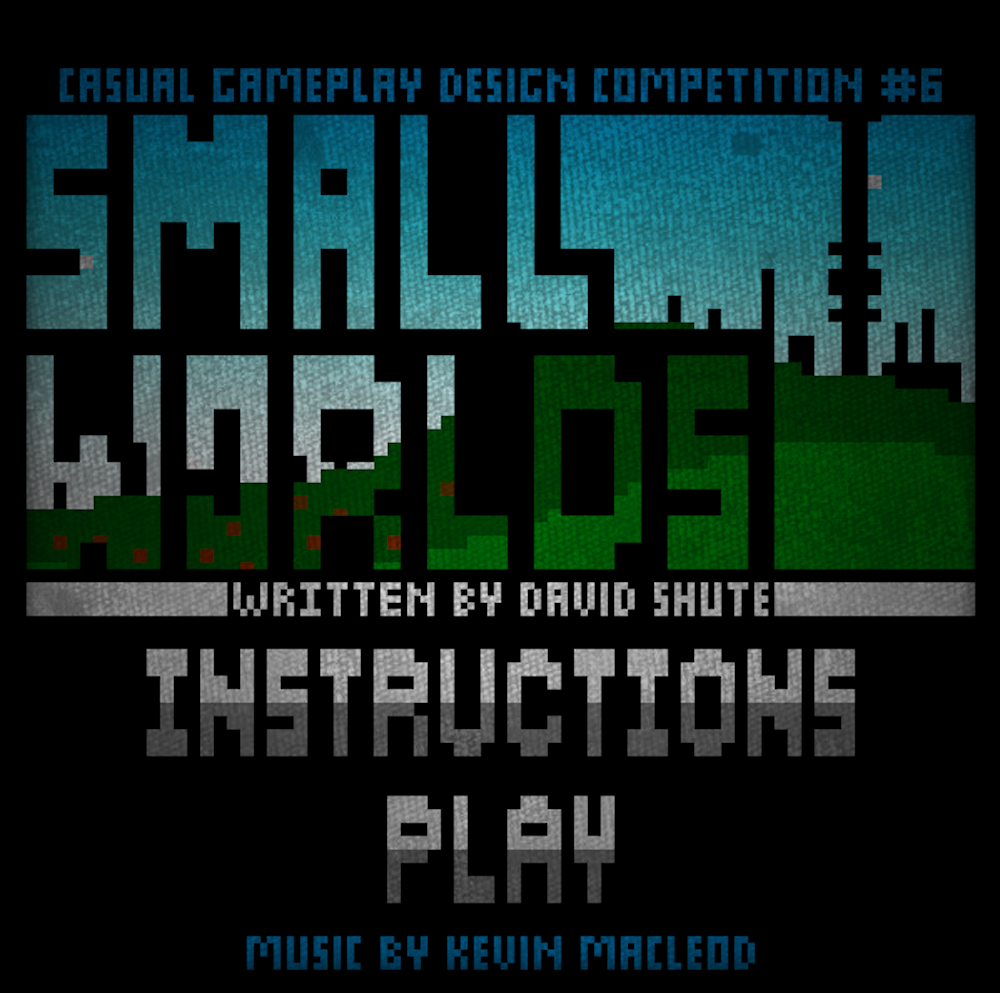 CASUAL GAMEPLAY DESIGN COMPETITION #6
SMALL
WORLDS
WRITTEN BY DAVID SHUTE
INSTRUCTIONS
PLAY
MUSIC BY KEVIN MACLEOD